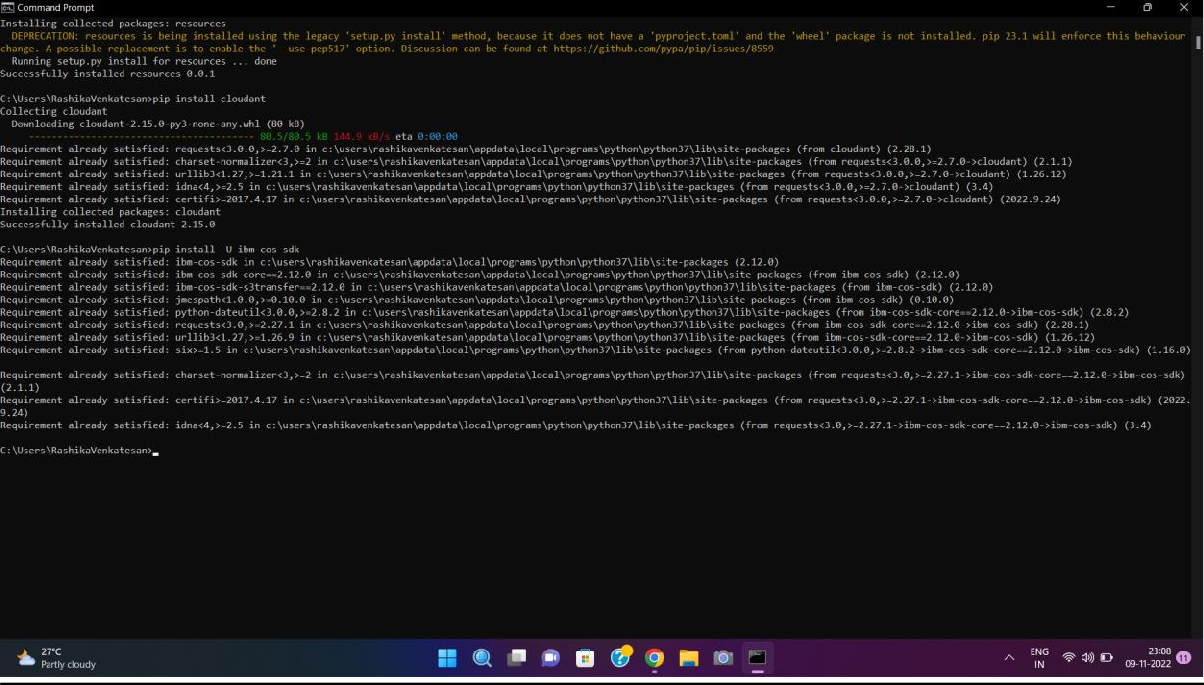 Command Prompt
Installing collected packages: resources
DEPRECATION: resources is being installed using the legacy 'setup.py install' method, because it does not have a 'pyproject.toml' and the 'wheel' package is not installed. pip 23.1 will enforce this behaviour
change. A possible replacement is to enable the '--use-pep517' option. Discussion can be found at https://github.com/pypa/pip/issues/8559
Running setup.py install for resources ... done
Successfully installed resources-0.0.1
C:\Users\RashikaVenkatesan>pip install cloudant
Collecting cloudant
Downloading cloudant-2.15.0-py3-none-any.whl (80 kB)
---------------------------------------- 80.5/80.5 kB 144.9 kB/s eta 0:00:00
Requirement already satisfied: requests<3.0.0,>=2.7.0 in c:\users\rashikavenkatesan\appdata\local\programs\python\python37\lib\site-packages (from cloudant) (2.28.1)
Requirement already satisfied: charset-normalizer<3,>=2 in c:\users\rashikavenkatesan\appdata\local\programs\python\python37\lib\site-packages (from requests<3.0.0,>=2.7.0->cloudant) (2.1.1)
Requirement already satisfied: urllib3<1.27,>=1.21.1 in c:\users\rashikavenkatesan\appdata\local\programs\python\python37\lib\site-packages (from requests<3.0.0,>=2.7.0->cloudant) (1.26.12)
Requirement already satisfied: idna<4,>=2.5 in c:\users\rashikavenkatesan\appdata\local\programs\python\python37\lib\site-packages (from requests<3.0.0,>=2.7.0->cloudant) (3.4)
Requirement already satisfied: certifi>=2017.4.17 in c:\users\rashikavenkatesan\appdata\local\programs\python\python37\lib\site-packages (from requests<3.0.0,>=2.7.0->cloudant) (2022.9.24)
Installing collected packages: cloudant
Successfully installed cloudant-2.15.0
C:\Users\RashikaVenkatesan>pip install -U ibm-cos-sdk
Requirement already satisfied: ibm-cos-sdk in c:\users\rashikavenkatesan\appdata\local\programs\python\python37\lib\site-packages (2.12.0)
Requirement already satisfied: ibm-cos-sdk-core==2.12.0 in c:\users\rashikavenkatesan\appdata\local\programs\python\python37\lib\site-packages (from ibm-cos-sdk) (2.12.0)
Requirement already satisfied: ibm-cos-sdk-s3transfer==2.12.0 in c:\users\rashikavenkatesan\appdata\local\programs\python\python37\lib\site-packages (from ibm-cos-sdk) (2.12.0)
Requirement already satisfied: jmespath<1.0.0,>=0.10.0 in c:\users\rashikavenkatesan\appdata\local\programs\python\python37\lib\site-packages (from ibm-cos-sdk) (0.10.0)
Requirement already satisfied: python-dateutil<3.0.0,>=2.8.2 in c:\users\rashikavenkatesan\appdata\local\programs\python\python37\lib\site-packages (from ibm-cos-sdk-core==2.12.0->ibm-cos-sdk) (2.8.2)
Requirement already satisfied: requests<3.0,>=2.27.1 in c:\users\rashikavenkatesan\appdata\local\programs\python\python37\lib\site-packages (from ibm-cos-sdk-core==2.12.0->ibm-cos-sdk) (2.28.1)
Requirement already satisfied: urllib3<1.27,>=1.26.9 in c:\users\rashikavenkatesan\appdata\local\programs\python\python37\lib\site-packages (from ibm-cos-sdk-core==2.12.0->ibm-cos-sdk) (1.26.12)
Requirement already satisfied: six>=1.5 in c:\users\rashikavenkatesan\appdata\local\programs\python\python37\lib\site-packages (from python-dateutil<3.0.0,>=2.8.2->ibm-cos-sdk-core==2.12.0->ibm-cos-sdk) (1.16.0)
Requirement already satisfied: charset-normalizer<3,>=2 in c:\users\rashikavenkatesan\appdata\local\programs\python\python37\lib\site-packages (from requests<3.0,>=2.27.1->ibm-cos-sdk-core==2.12.0->ibm-cos-sdk)
(2.1.1)
Requirement already satisfied: certifi>=2017.4.17 in c:\users\rashikavenkatesan\appdata\local\programs\python\python37\lib\site-packages (from requests<3.0,>=2.27.1->ibm-cos-sdk-core==2.12.0->ibm-cos-sdk) (2022.
9.24)
Requirement already satisfied: idna<4,>=2.5 in c:\users\rashikavenkatesan\appdata\local\programs\python\python37\lib\site-packages (from requests<3.0,>=2.27.1->ibm-cos-sdk-core==2.12.0->ibm-cos-sdk) (3.4)
C:\Users\RashikaVenkatesan>
27°C
Partly cloudy
ENG
IN
23:08
09-11-2022
11